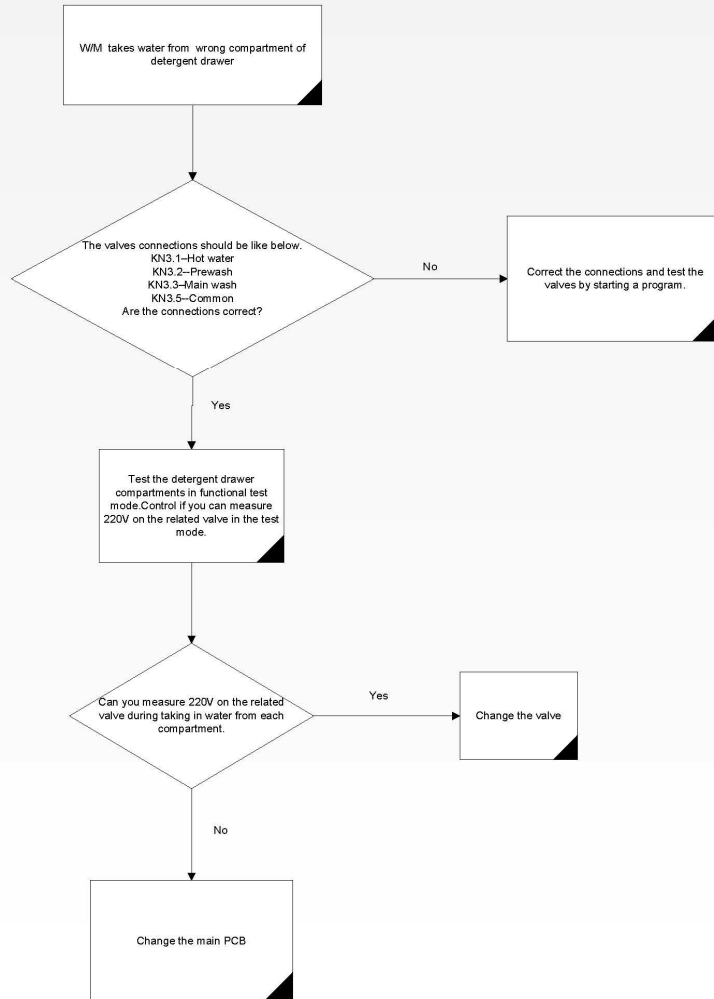 W/M takes water from wrong compartment of
detergent drawer
The valves connections should be like below.
KN3.1–Hot water
KN3.2--Prewash
KN3.3–Main wash
KN3.5--Common
Are the connections correct?
No
Correct the connections and test the
valves by starting a program.
Yes
Test the detergent drawer
compartments in functional test
mode.Control if you can measure
220V on the related valve in the test
mode.
Can you measure 220V on the related
valve during taking in water from each
compartment.
Yes
Change the valve
No
Change the main PCB